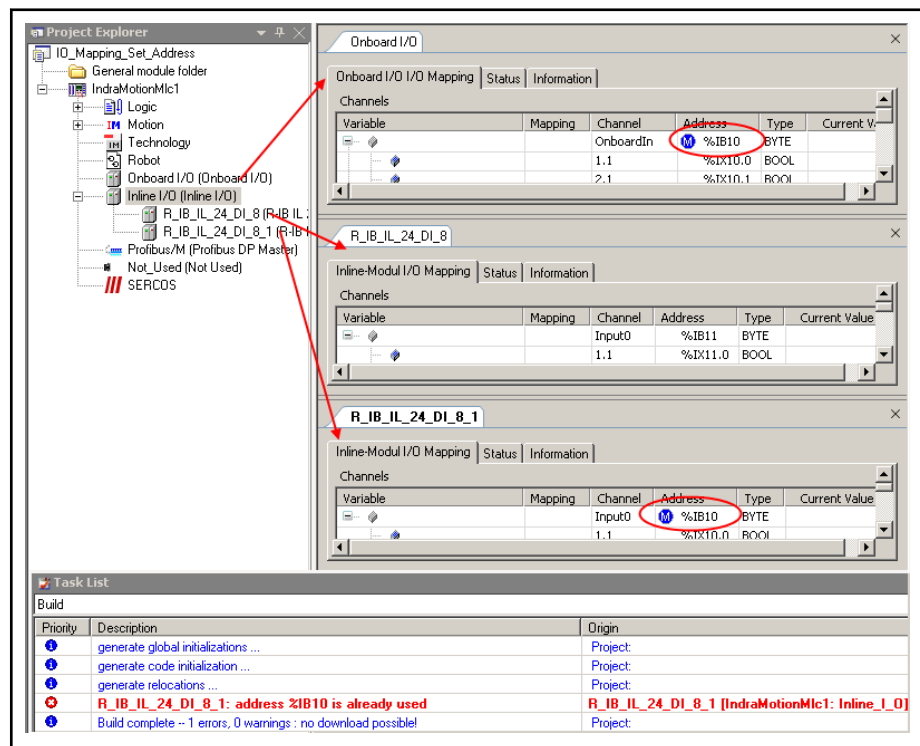 Project Explorer
IO_Mapping_Set_Address
General module folder
IndraMotionMlc1
Logic
IM Motion
TM Technology
Robot
Onboard I/O (Onboard I/O)
Inline I/O (Inline I/O)
R_IB_IL_24_DI_8 (R-IB IL
R_IB_IL_24_DI_8_1 (R-IB
Profibus/M (Profibus DP Master)
Not_Used (Not Used)
SERCOS
Onboard I/O
Onboard I/O I/O Mapping Status Information
Channels
Variable Mapping Channel Address Type Current V
OnboardIn M %IB10 BYTE
1.1 %IX10.0 BOOL
2.1 %IX10.1 BOOL
R_IB_IL_24_DI_8
Inline-Modul I/O Mapping Status Information
Channels
Variable Mapping Channel Address Type Current Value
Input0 %IB11 BYTE
1.1 %IX11.0 BOOL
R_IB_IL_24_DI_8_1
Inline-Modul I/O Mapping Status Information
Channels
Variable Mapping Channel Address Type Current Value
Input0 M %IB10 BYTE
1.1 %IX10.0 BOOL
Task List
Build
Priority Description Origin
generate global initializations ... Project:
generate code initialization ... Project:
generate relocations ... Project:
R_IB_IL_24_DI_8_1: address %IB10 is already used R_IB_IL_24_DI_8_1 [IndraMotionMlc1: Inline_I_O]
Build complete -- 1 errors, 0 warnings : no download possible! Project: